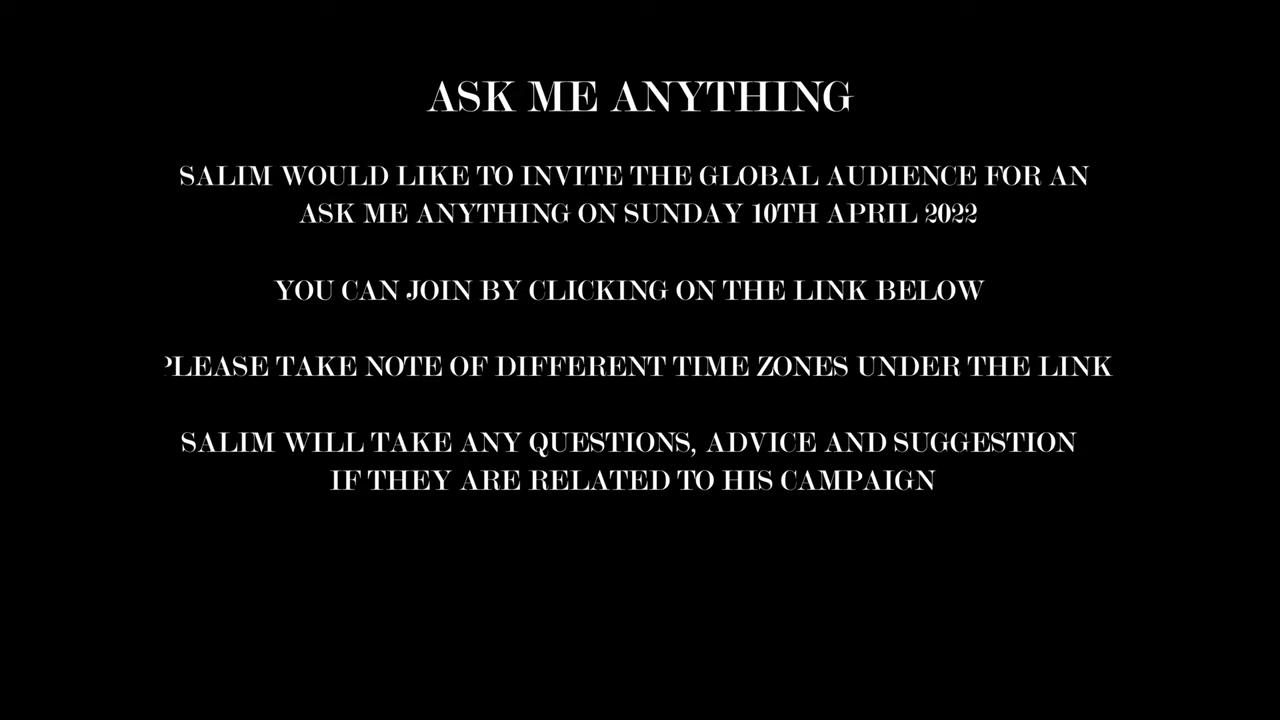 ASK ME ANYTHING
SALIM WOULD LIKE TO INVITE THE GLOBAL AUDIENCE FOR AN
ASK ME ANYTHING ON SUNDAY 10TH APRIL 2022
YOU CAN JOIN BY CLICKING ON THE LINK BELOW
PLEASE TAKE NOTE OF DIFFERENT TIME ZONES UNDER THE LINK
SALIM WILL TAKE ANY QUESTIONS, ADVICE AND SUGGESTION
IF THEY ARE RELATED TO HIS CAMPAIGN